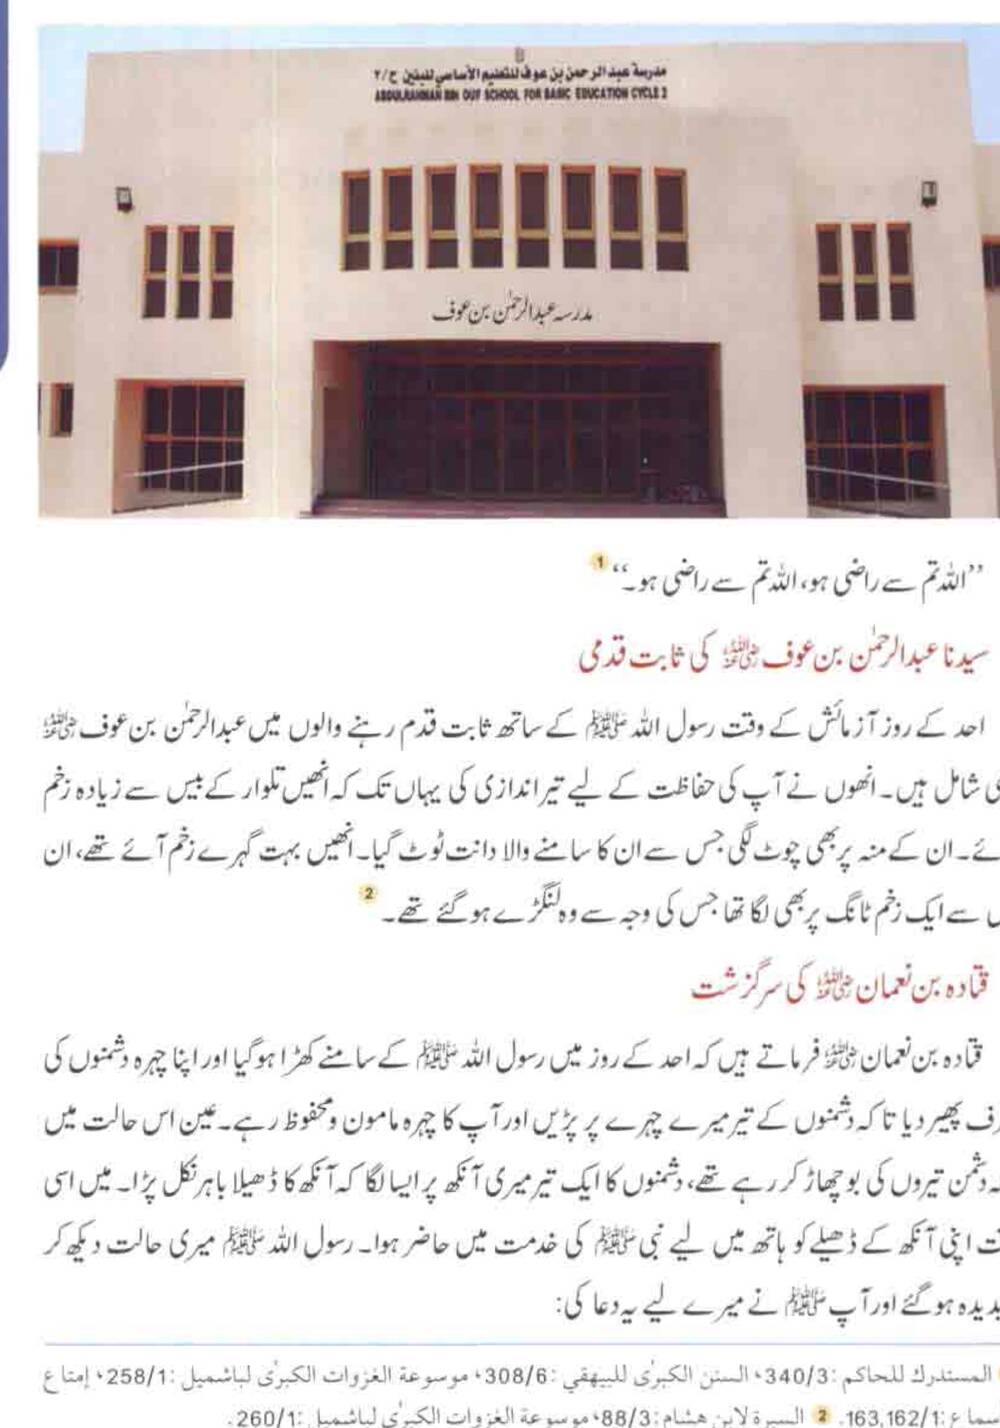 مدرسة عبد الرحمن بن عوف للتعليم الأساسي للبنين ح/٢
ABDULRAHMAN BIN OUF SCHOOL FOR BASIC EDUCATION CYCLE 2
مدرسہ عبدالرحمٰن بن عوف
’’اللہ تم سے راضی ہو، اللہ تم سے راضی ہو۔‘‘ 1
سیدنا عبدالرحمٰن بن عوف رضی اللہ عنہ کی ثابت قدمی
احد کے روز آزمائش کے وقت رسول اللہ صلی اللہ علیہ وسلم کے ساتھ ثابت قدم رہنے والوں میں عبدالرحمٰن بن عوف رضی اللہ عنہ
شامل ہیں۔ انھوں نے آپ کی حفاظت کے لیے تیر اندازی کی یہاں تک کہ انھیں تلوار کے بیس سے زیادہ زخم
ان کے منہ پر بھی چوٹ لگی جس سے ان کا سامنے والا دانت ٹوٹ گیا۔ انھیں بہت گہرے زخم آئے تھے، ان
سے ایک زخم ٹانگ پر بھی لگا تھا جس کی وجہ سے وہ لنگڑے ہو گئے تھے۔ 2
قتادہ بن نعمان رضی اللہ عنہ کی سرگزشت
قتادہ بن نعمان رضی اللہ عنہ فرماتے ہیں کہ احد کے روز میں رسول اللہ صلی اللہ علیہ وسلم کے سامنے کھڑا ہو گیا اور اپنا چہرہ دشمنوں کی
پھیر دیا تاکہ دشمنوں کے تیر میرے چہرے پر پڑیں اور آپ کا چہرہ مامون و محفوظ رہے۔ عین اس حالت میں
دشمن تیروں کی بوچھاڑ کر رہے تھے، دشمنوں کا ایک تیر میری آنکھ پر ایسا لگا کہ آنکھ کا ڈھیلا باہر نکل پڑا۔ میں اسی
اپنی آنکھ کے ڈھیلے کو ہاتھ میں لیے نبی صلی اللہ علیہ وسلم کی خدمت میں حاضر ہوا۔ رسول اللہ صلی اللہ علیہ وسلم میری حالت دیکھ کر
ہو گئے اور آپ صلی اللہ علیہ وسلم نے میرے لیے یہ دعا کی:
المستدرك للحاكم: 340/3، السنن الكبرٰى للبيهقي: 308/6، موسوعة الغزوات الكبرٰى لباشميل: 258/1، إمتاع
163,162/1. 2 السيرة لابن هشام: 88/3، موسوعة الغزوات الكبرٰى لباشميل: 260/1.